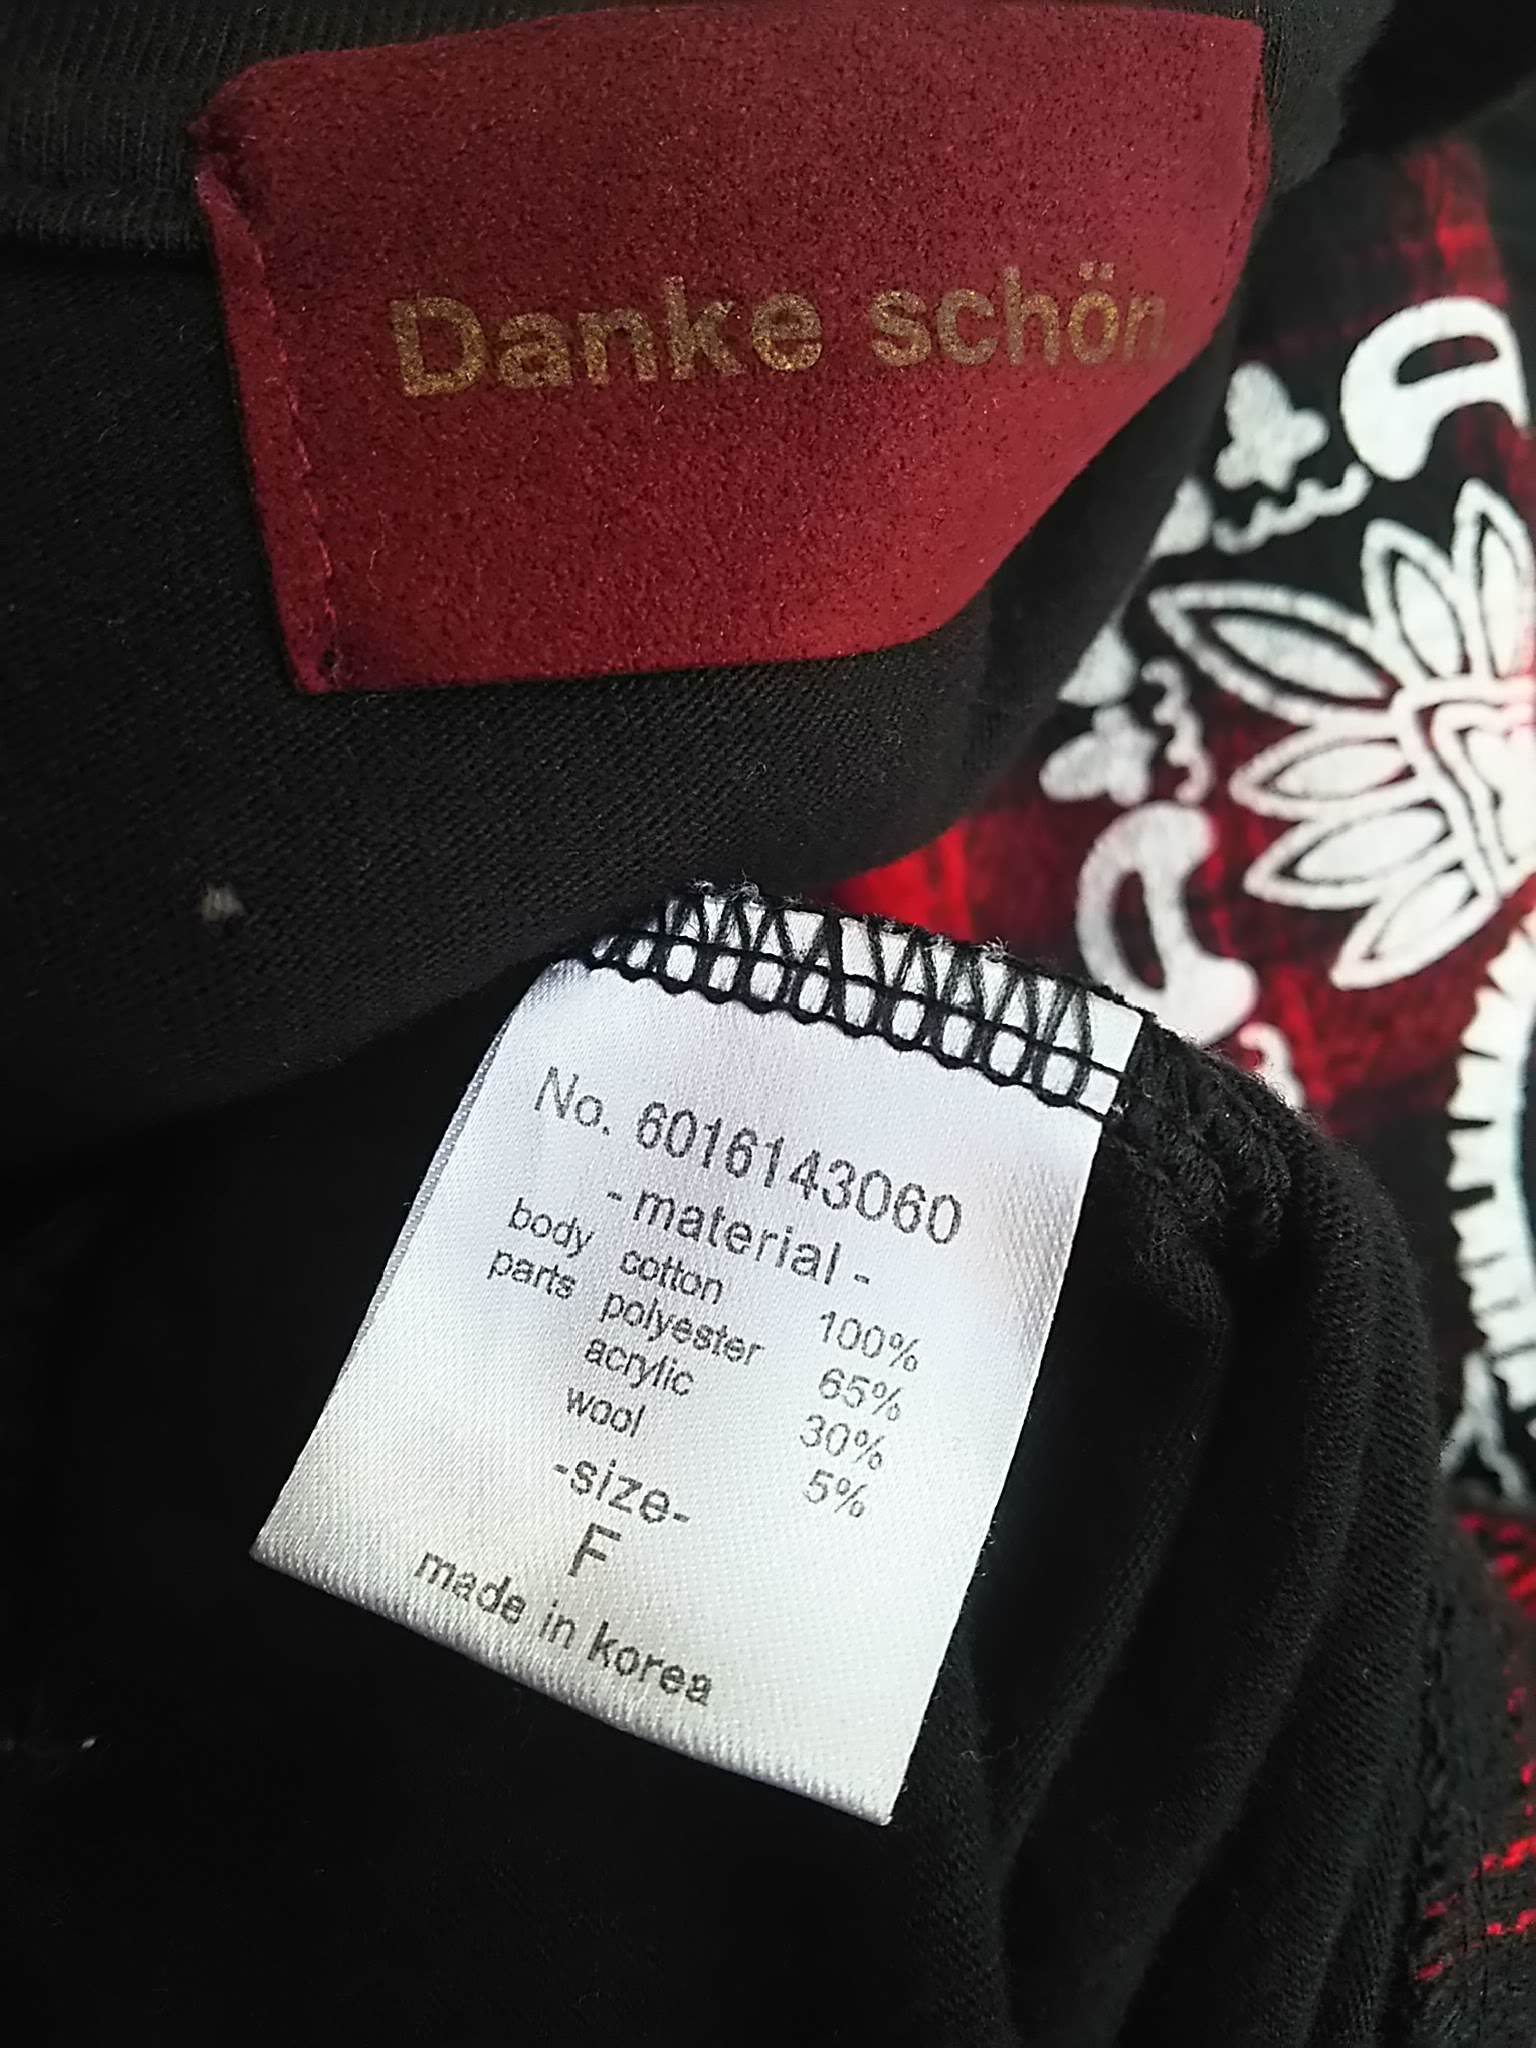 Danke schön.
No. 6016143060
- material -
body cotton 100%
parts polyester 65%
acrylic 30%
wool 5%
-size-
F
made in korea